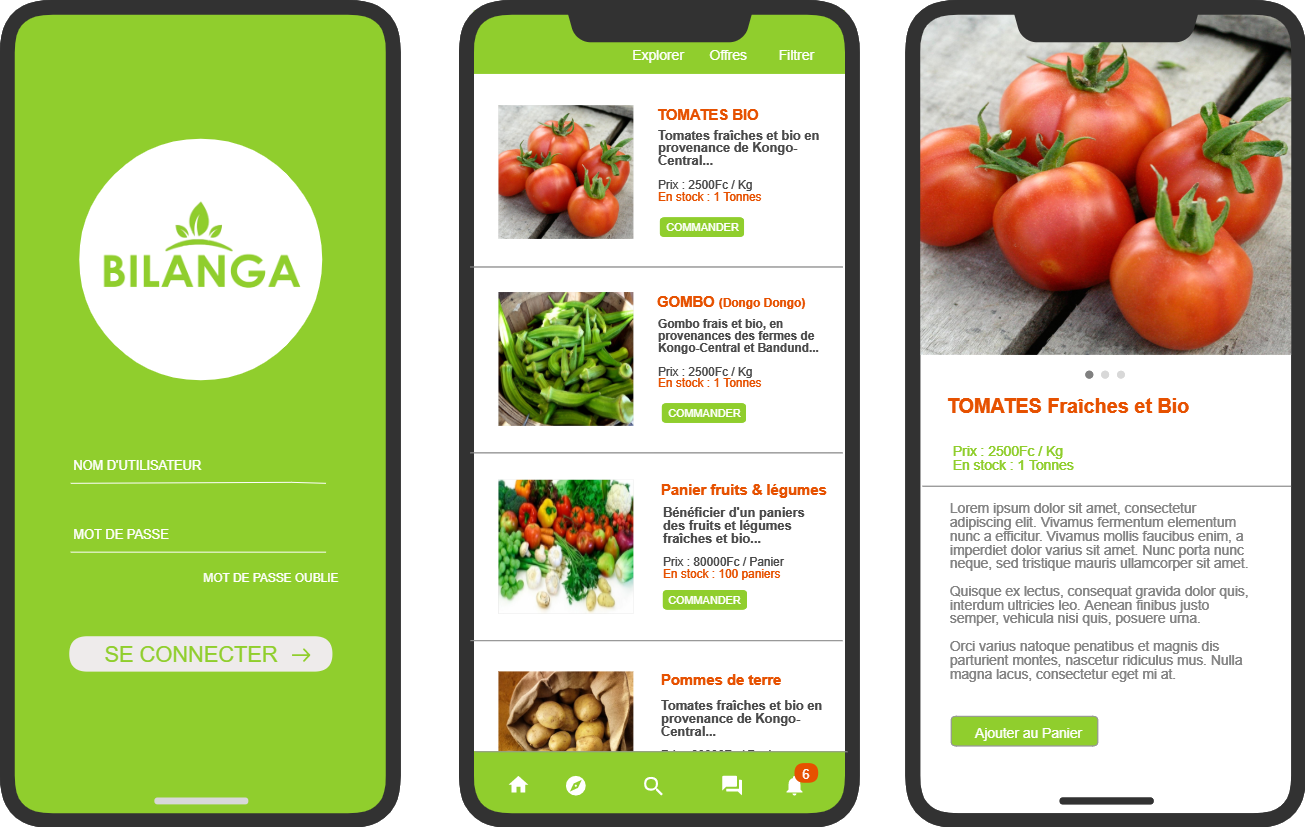 BILANGA
NOM D'UTILISATEUR
MOT DE PASSE
MOT DE PASSE OUBLIE
SE CONNECTER
Explorer Offres Filtrer
TOMATES BIO
Tomates fraîches et bio en
provenance de Kongo-
Central...
Prix : 2500Fc / Kg
En stock : 1 Tonnes
COMMANDER
GOMBO (Dongo Dongo)
Gombo frais et bio, en
provenances des fermes de
Kongo-Central et Bandund...
Prix : 2500Fc / Kg
En stock : 1 Tonnes
COMMANDER
Panier fruits & légumes
Bénéficier d'un paniers
des fruits et légumes
fraîches et bio...
Prix : 80000Fc / Panier
En stock : 100 paniers
COMMANDER
Pommes de terre
Tomates fraîches et bio en
provenance de Kongo-
Central...
6
TOMATES Fraîches et Bio
Prix : 2500Fc / Kg
En stock : 1 Tonnes
Lorem ipsum dolor sit amet, consectetur
adipiscing elit. Vivamus fermentum elementum
nunc a efficitur. Vivamus mollis faucibus enim, a
imperdiet dolor varius sit amet. Nunc porta nunc
neque, sed tristique mauris ullamcorper sit amet.
Quisque ex lectus, consequat gravida dolor quis,
interdum ultricies leo. Aenean finibus justo
semper, vehicula nisi quis, posuere urna.
Orci varius natoque penatibus et magnis dis
parturient montes, nascetur ridiculus mus. Nulla
magna lacus, consectetur eget mi at.
Ajouter au Panier